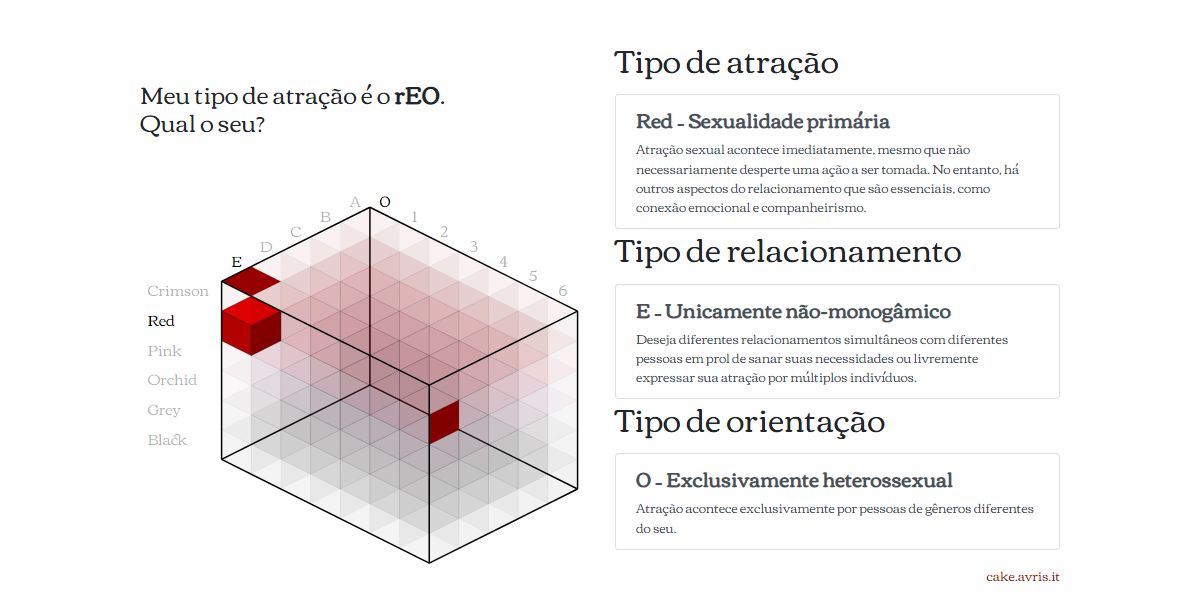 Meu tipo de atração é o rEO.
Qual o seu?
A O
B 1
C 2
D 3
E 4
5
6
Crimson
Red
Pink
Orchid
Grey
Black
Tipo de atração
Red - Sexualidade primária
Atração sexual acontece imediatamente, mesmo que não
necessariamente desperte uma ação a ser tomada. No entanto, há
outros aspectos do relacionamento que são essenciais, como
conexão emocional e companheirismo.
Tipo de relacionamento
E - Unicamente não-monogâmico
Deseja diferentes relacionamentos simultâneos com diferentes
pessoas em prol de sanar suas necessidades ou livremente
expressar sua atração por múltiplos indivíduos.
Tipo de orientação
O - Exclusivamente heterossexual
Atração acontece exclusivamente por pessoas de gêneros diferentes
do seu.
cake.avris.it